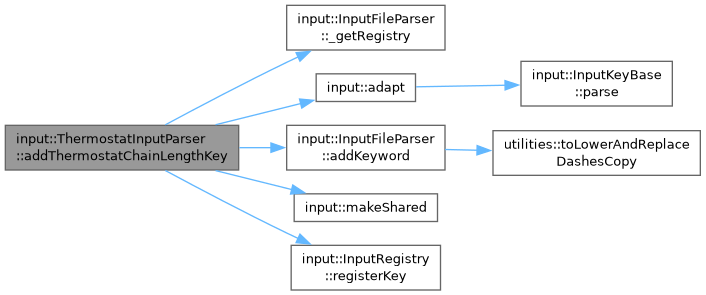 input::InputFileParser
::_getRegistry
input::adapt
input::InputKeyBase
::parse
input::ThermostatInputParser
::addThermostatChainLengthKey
input::InputFileParser
::addKeyword
utilities::toLowerAndReplace
DashesCopy
input::makeShared
input::InputRegistry
::registerKey